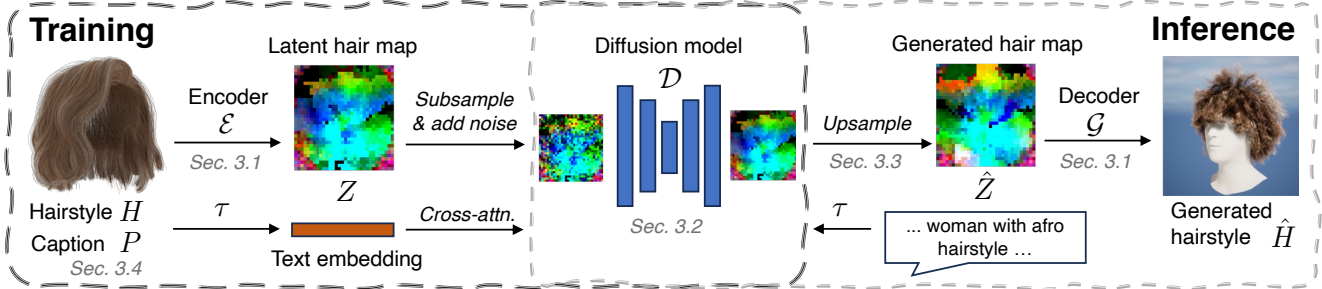 Training
Latent hair map
Diffusion model
Generated hair map
Inference
𝒟
Encoder
ℰ
Sec. 3.1
Subsample
& add noise
Upsample
Sec. 3.3
Decoder
𝒢
Sec. 3.1
Z
Ẑ
Hairstyle H
Caption P
Sec. 3.4
τ
Cross-attn.
Text embedding
Sec. 3.2
τ
... woman with afro
hairstyle ...
Generated
hairstyle Ĥ